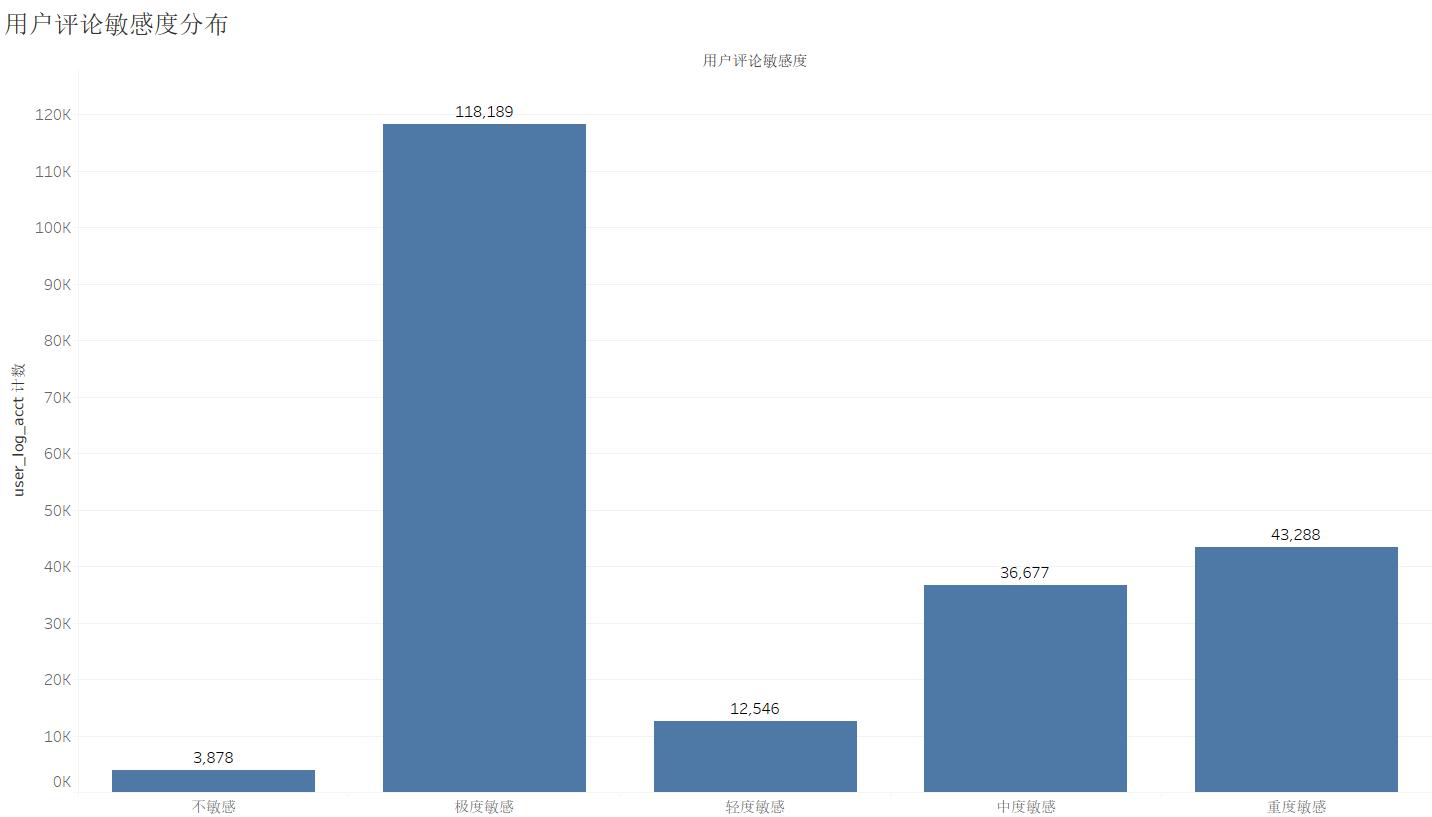 用户评论敏感度分布
用户评论敏感度
user_log_acct 计数
120K
110K
100K
90K
80K
70K
60K
50K
40K
30K
20K
10K
0K
3,878
118,189
12,546
36,677
43,288
不敏感
极度敏感
轻度敏感
中度敏感
重度敏感